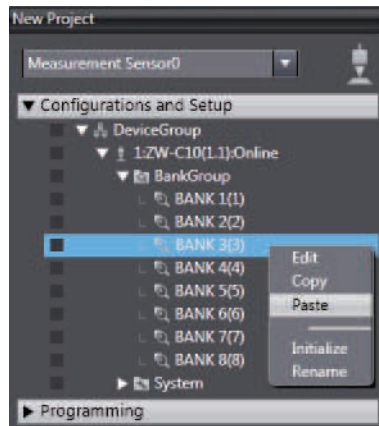 New Project
Measurement Sensor0
Configurations and Setup
DeviceGroup
1:ZW-C10(1.1):Online
BankGroup
BANK 1(1)
BANK 2(2)
BANK 3(3)
BANK 4(4)
BANK 5(5)
BANK 6(6)
BANK 7(7)
BANK 8(8)
System
Programming
Edit
Copy
Paste
Initialize
Rename